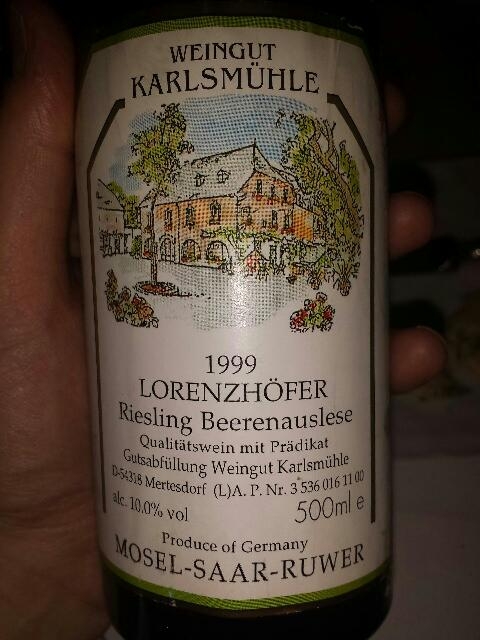 WEINGUT
KARLSMÜHLE
1999
LORENZHÖFER
Riesling Beerenauslese
Qualitätswein mit Prädikat
Gutsabfüllung Weingut Karlsmühle
D-54318 Mertesdorf (L)A. P. Nr. 3 536 016 11 00
alc. 10.0% vol 500ml e
Produce of Germany
MOSEL-SAAR-RUWER